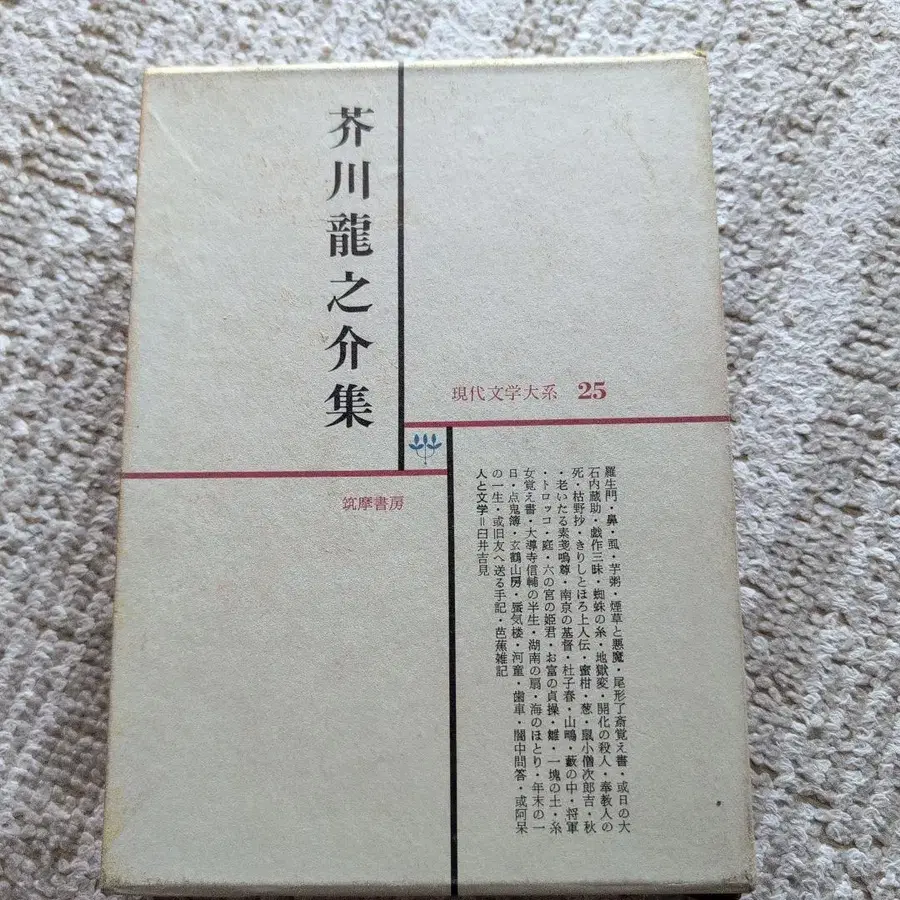 芥川龍之介集
現代文学大系 25
筑摩書房
羅生門・鼻・虱・芋粥・煙草と悪魔・尾形了斎覚え書・或日の大
石内蔵助・戯作三昧・蜘蛛の糸・地獄変・開化の殺人・奉教人の
死・枯野抄・きりしとほろ上人伝・蜜柑・葱・鼠小僧次郎吉・秋
・老いたる素戔嗚尊・南京の基督・杜子春・山鴫・藪の中・将軍
・トロッコ・庭・六の宮の姫君・お富の貞操・雛・一塊の土・糸
女覚え書・大導寺信輔の半生・湖南の扇・海のほとり・年末の一
日・点鬼簿・玄鶴山房・蜃気楼・河童・歯車・闇中問答・或阿呆
の一生・或旧友へ送る手記・芭蕉雑記
人と文学＝臼井吉見